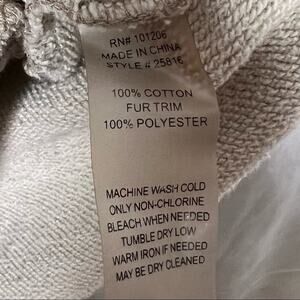 RN# 101206
MADE IN CHINA
STYLE # 25816
100% COTTON
FUR TRIM
100% POLYESTER
MACHINE WASH COLD
ONLY NON-CHLORINE
BLEACH WHEN NEEDED
TUMBLE DRY LOW
WARM IRON IF NEEDED
MAY BE DRY CLEANED